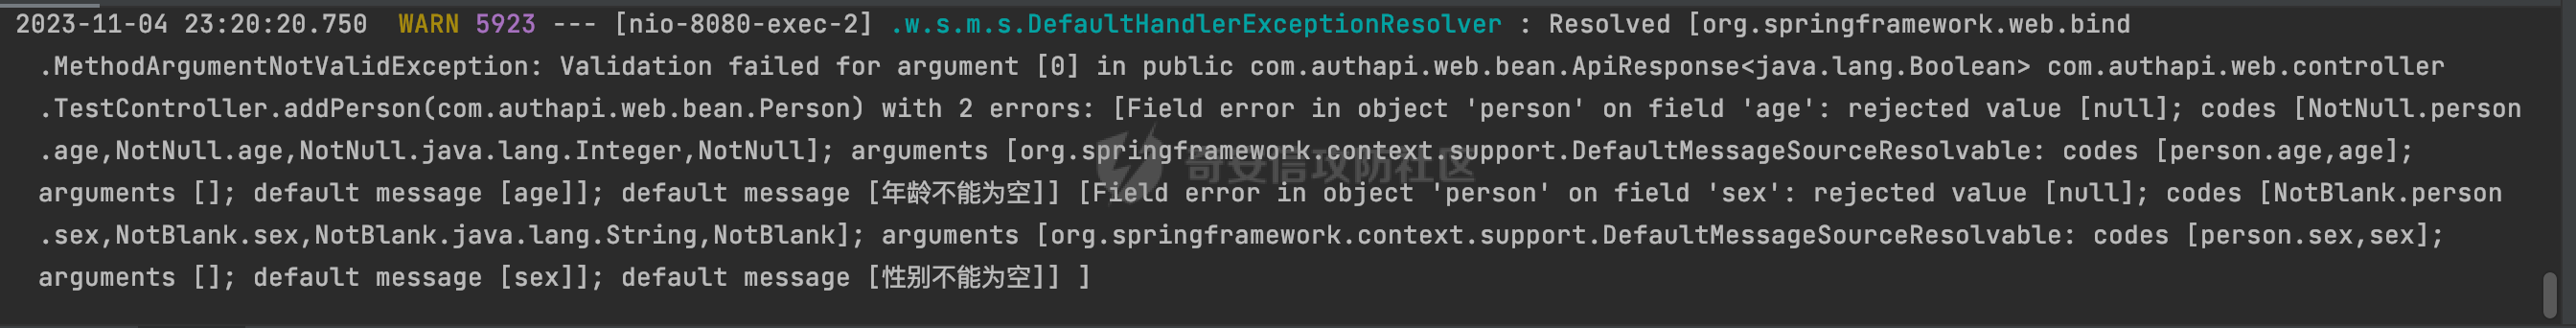 2023-11-04 23:20:20.750  WARN 5923 --- [nio-8080-exec-2] .w.s.m.s.DefaultHandlerExceptionResolver : Resolved [org.springframework.web.bind
.MethodArgumentNotValidException: Validation failed for argument [0] in public com.authapi.web.bean.ApiResponse<java.lang.Boolean> com.authapi.web.controller
.TestController.addPerson(com.authapi.web.bean.Person) with 2 errors: [Field error in object 'person' on field 'age': rejected value [null]; codes [NotNull.person
.age,NotNull.age,NotNull.java.lang.Integer,NotNull]; arguments [org.springframework.context.support.DefaultMessageSourceResolvable: codes [person.age,age];
arguments []; default message [age]]; default message [年龄不能为空]] [Field error in object 'person' on field 'sex': rejected value [null]; codes [NotBlank.person
.sex,NotBlank.sex,NotBlank.java.lang.String,NotBlank]; arguments [org.springframework.context.support.DefaultMessageSourceResolvable: codes [person.sex,sex];
arguments []; default message [sex]]; default message [性别不能为空]] ]
奇安信攻防社区